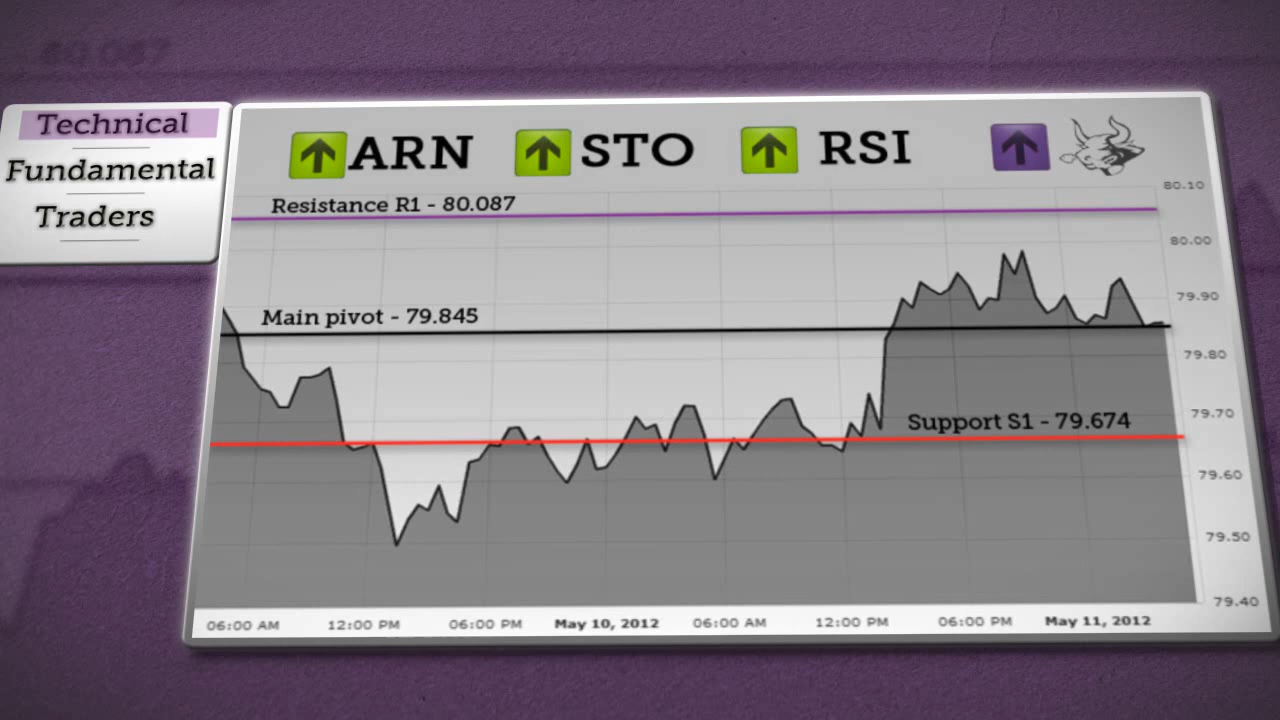 80.087
Technical
Fundamental
Traders
ARN STO RSI
Resistance R1 - 80.087
80.10
80.00
Main pivot - 79.845
79.90
79.80
79.70
Support S1 - 79.674
79.60
79.50
79.40
06:00 AM 12:00 PM 06:00 PM May 10, 2012 06:00 AM 12:00 PM 06:00 PM May 11, 2012